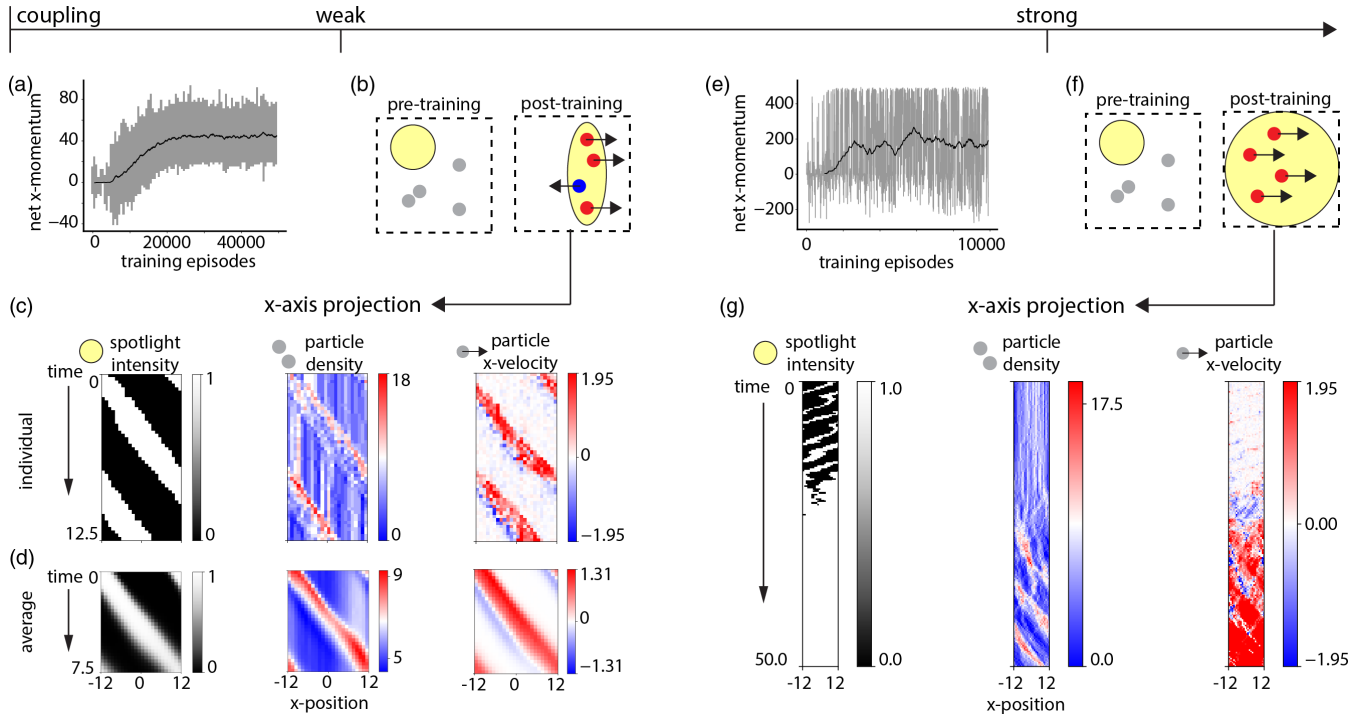 coupling weak strong
(a)
net x-momentum
80
40
0
−40
0 20000 40000
training episodes
(b)
pre-training post-training
(e)
net x-momentum
400
200
0
−200
0 10000
training episodes
(f)
pre-training post-training
x-axis projection
(c)
spotlight
intensity
particle
density
particle
x-velocity
individual
time
0
12.5
1
0
18
0
1.95
0
−1.95
(d)
average
time
0
7.5
1
0
9
5
1.31
0
−1.31
-12 0 12
-12 0 12
-12 0 12
x-position
x-axis projection
(g)
spotlight
intensity
particle
density
particle
x-velocity
time
0
50.0
1.0
0.0
17.5
0.0
1.95
0.00
−1.95
-12 12
-12 12
-12 12
x-position